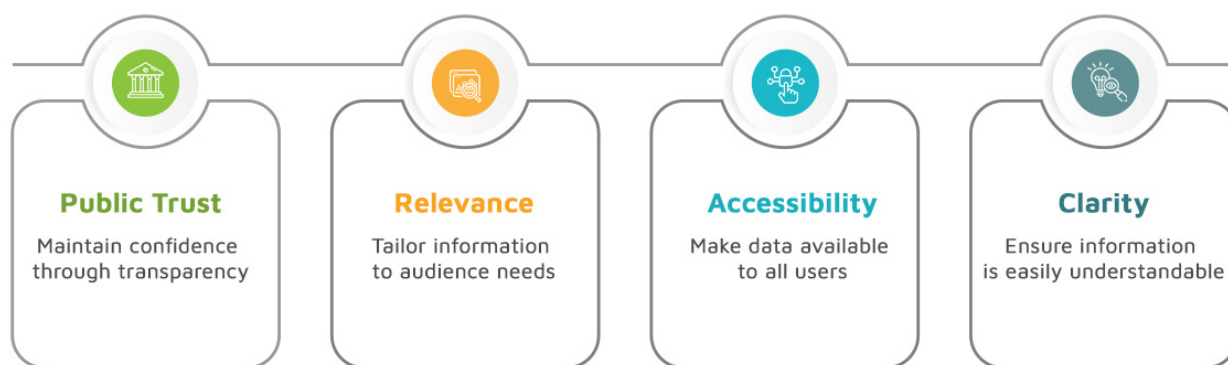 Public Trust
Maintain confidence
through transparency
Relevance
Tailor information
to audience needs
Accessibility
Make data available
to all users
Clarity
Ensure information
is easily understandable